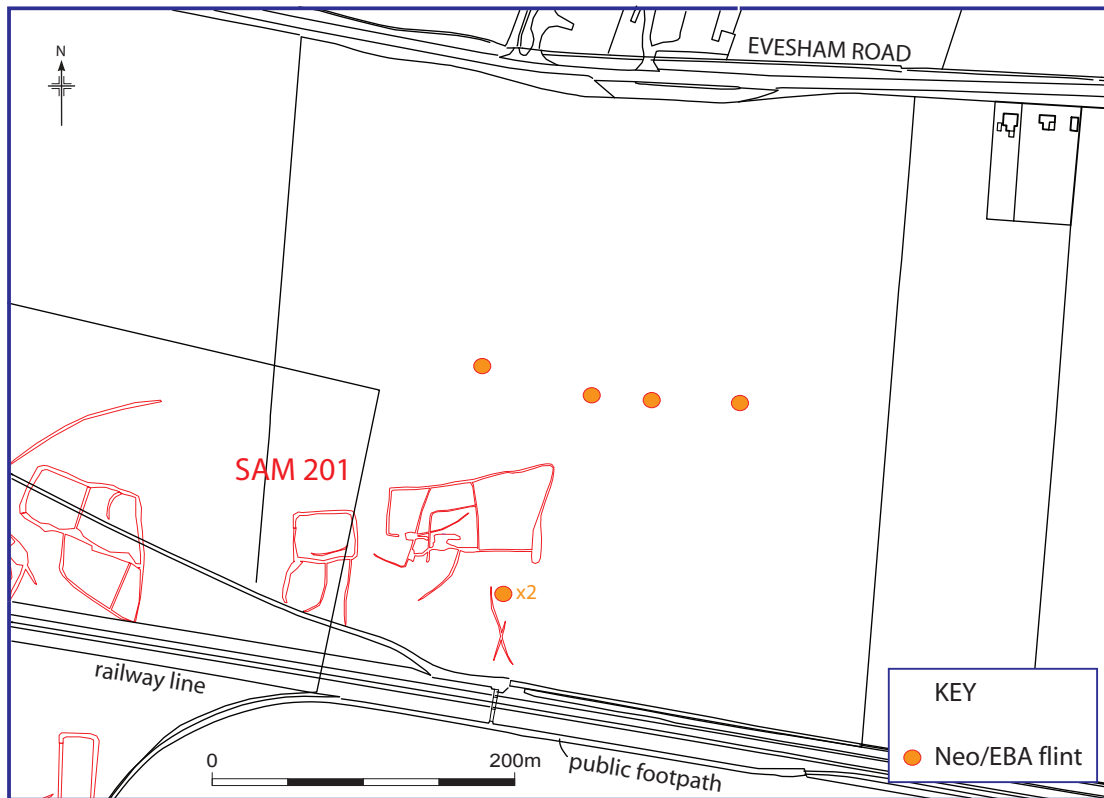 EVESHAM ROAD
N
SAM 201
x2
railway line
KEY
Neo/EBA flint
0
200m
public footpath